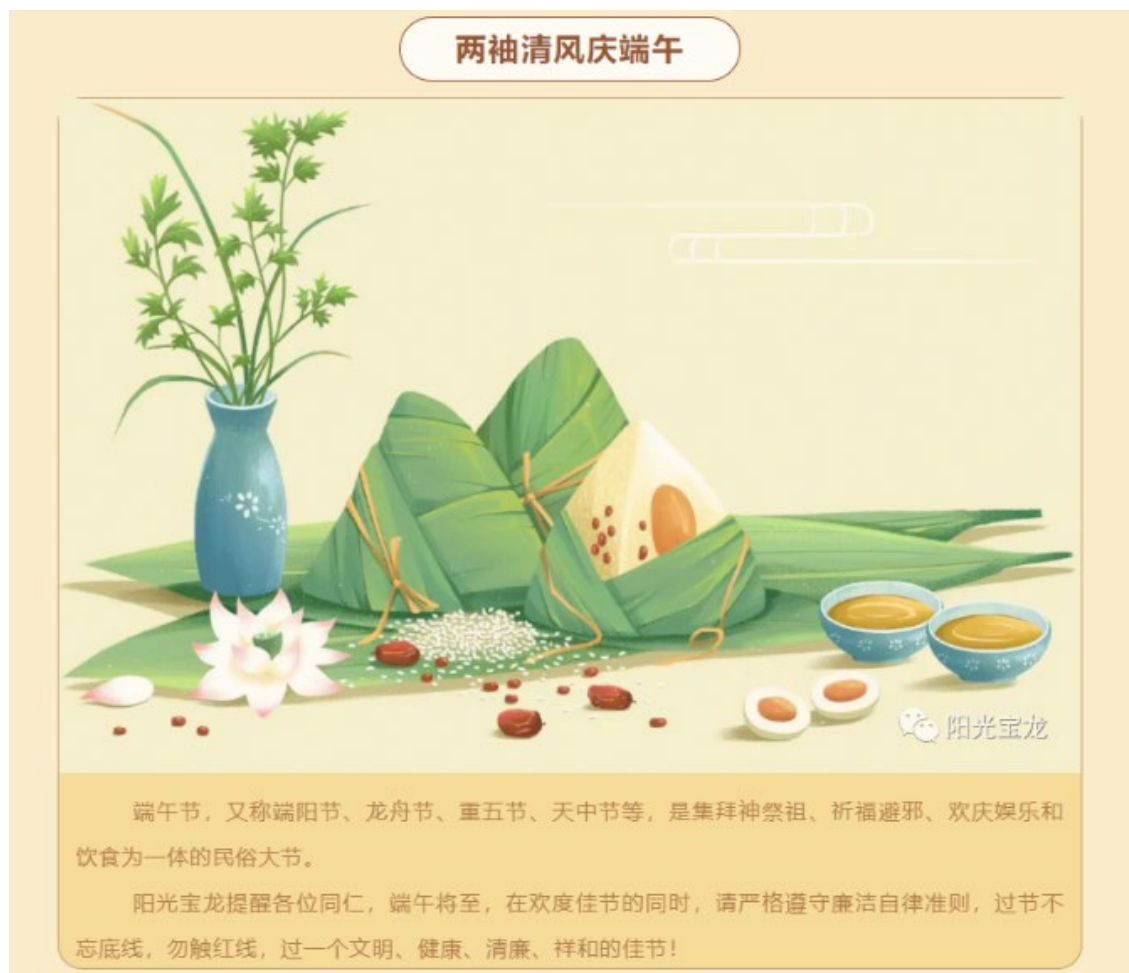 两袖清风庆端午
阳光宝龙
端午节，又称端阳节、龙舟节、重五节、天中节等，是集拜神祭祖、祈福避邪、欢庆娱乐和
饮食为一体的民俗大节。
阳光宝龙提醒各位同仁，端午将至，在欢度佳节的同时，请严格遵守廉洁自律准则，过节不
忘底线，勿触红线，过一个文明、健康、清廉、祥和的佳节！